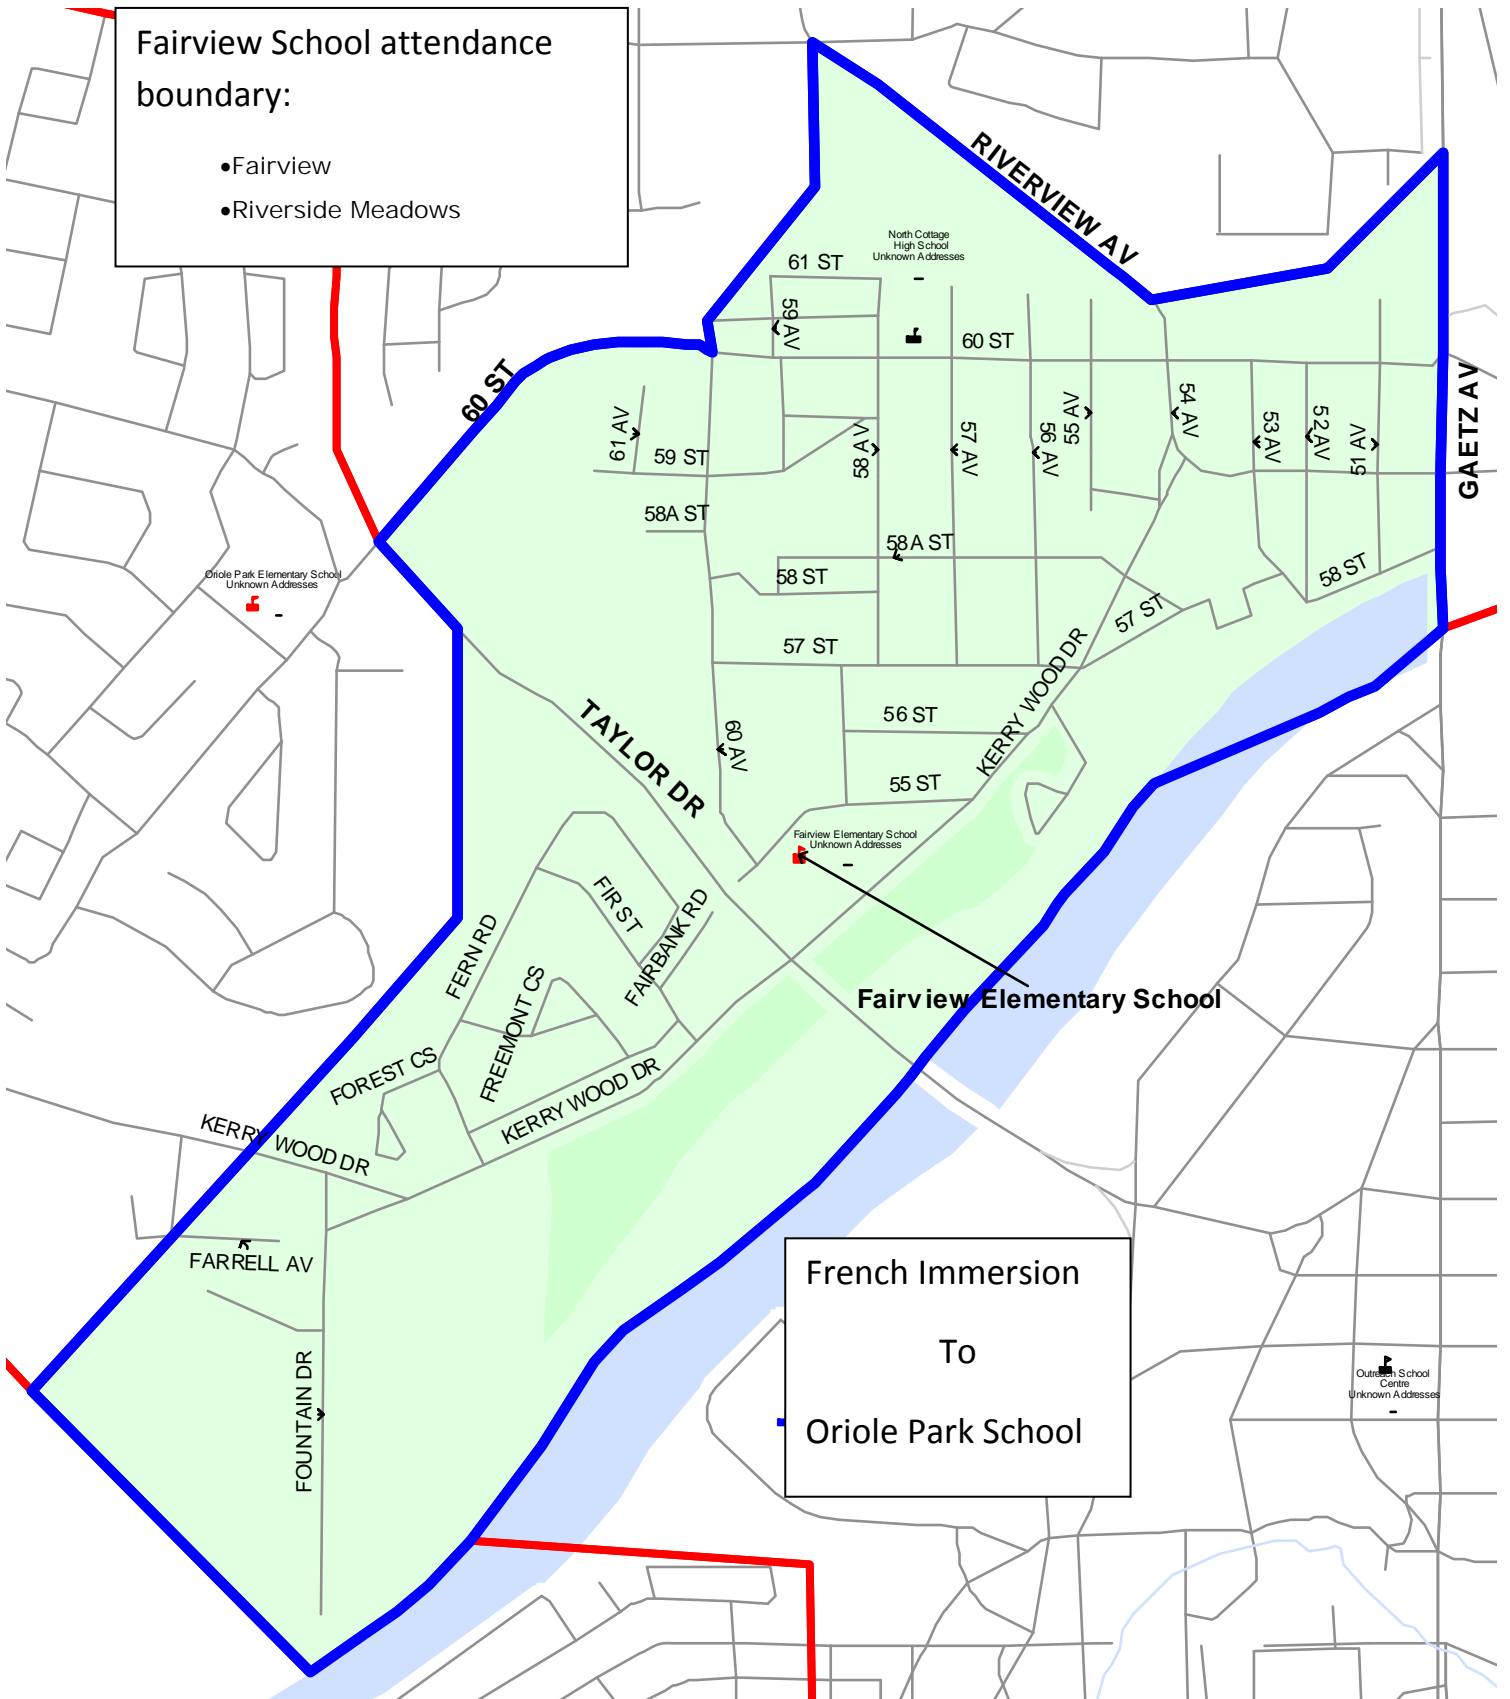 Fairview School attendance
boundary:
•Fairview
•Riverside Meadows
RIVERVIEW AV
North Cottage
High School
Unknown Addresses
61 ST
59 AV
60 ST
60 ST
GAETZ AV
61 AV
59 ST
58 AV
57 AV
56 AV
55 AV
54 AV
53 AV
52 AV
51 AV
58A ST
58A ST
58 ST
58 ST
Oriole Park Elementary School
Unknown Addresses
57 ST
57 ST
KERRY WOOD DR
TAYLOR DR
60 AV
56 ST
55 ST
Fairview Elementary School
Unknown Addresses
FIR ST
FAIRBANK RD
FERN RD
FREEMONT CS
Fairview Elementary School
FOREST CS
KERRY WOOD DR
KERRY WOOD DR
FARRELL AV
FOUNTAIN DR
French Immersion
To
Oriole Park School
Outreach School
Centre
Unknown Addresses